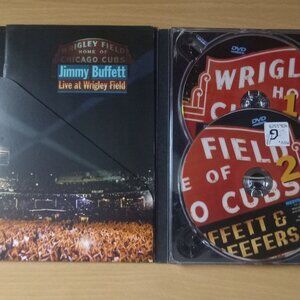 WRIGLEY FIELD
HOME OF
CHICAGO CUBS
Jimmy Buffett
Live at Wrigley Field
DVD
WRIGL
HO
1
DVD
FIELD
E OF
2
GO CUBS
FFETT &
EEFERS